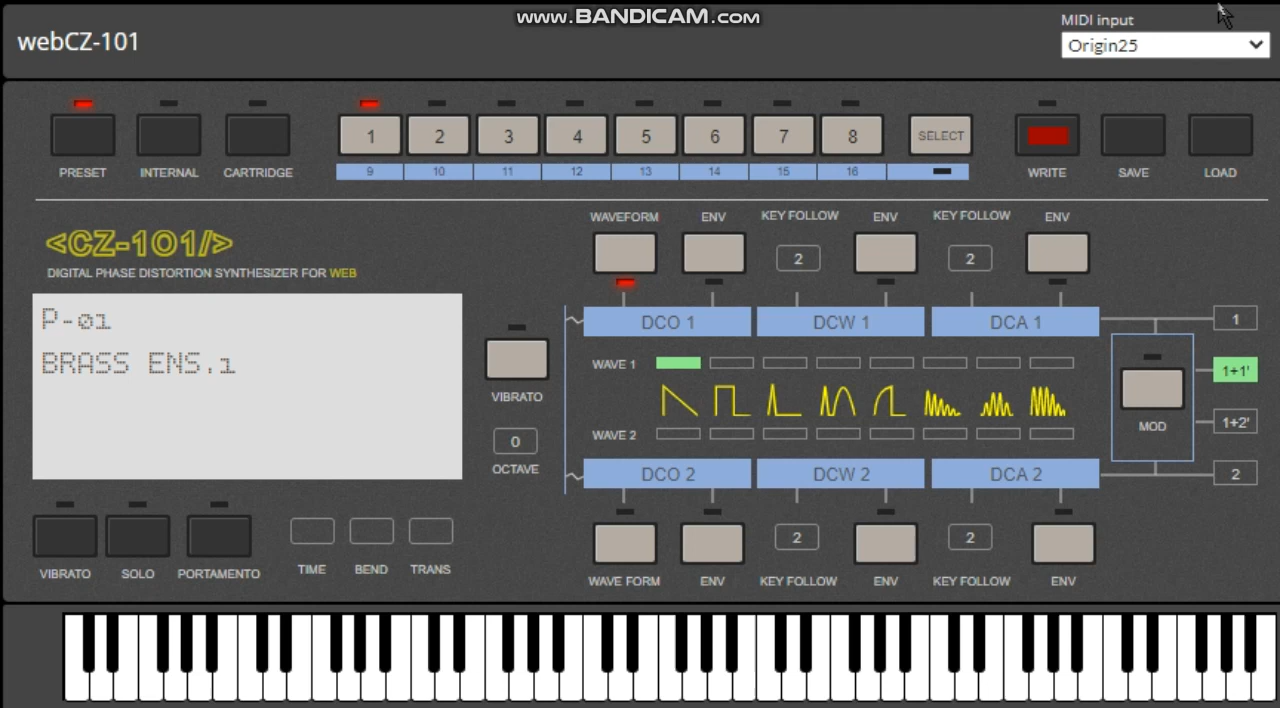 www.BANDICAM.com
MIDI input
webCZ-101
Origin25
1 2 3 4 5 6 7 8 SELECT
PRESET INTERNAL CARTRIDGE 9 10 11 12 13 14 15 16 WRITE SAVE LOAD
WAVEFORM ENV KEY FOLLOW ENV KEY FOLLOW ENV
<CZ-101/>
2 2
DIGITAL PHASE DISTORTION SYNTHESIZER FOR WEB
P-01
DCO 1 DCW 1 DCA 1 1
BRASS ENS.1
WAVE 1
1+1'
VIBRATO
MOD 1+2'
0 WAVE 2
OCTAVE
DCO 2 DCW 2 DCA 2 2
2 2
VIBRATO SOLO PORTAMENTO TIME BEND TRANS
WAVE FORM ENV KEY FOLLOW ENV KEY FOLLOW ENV